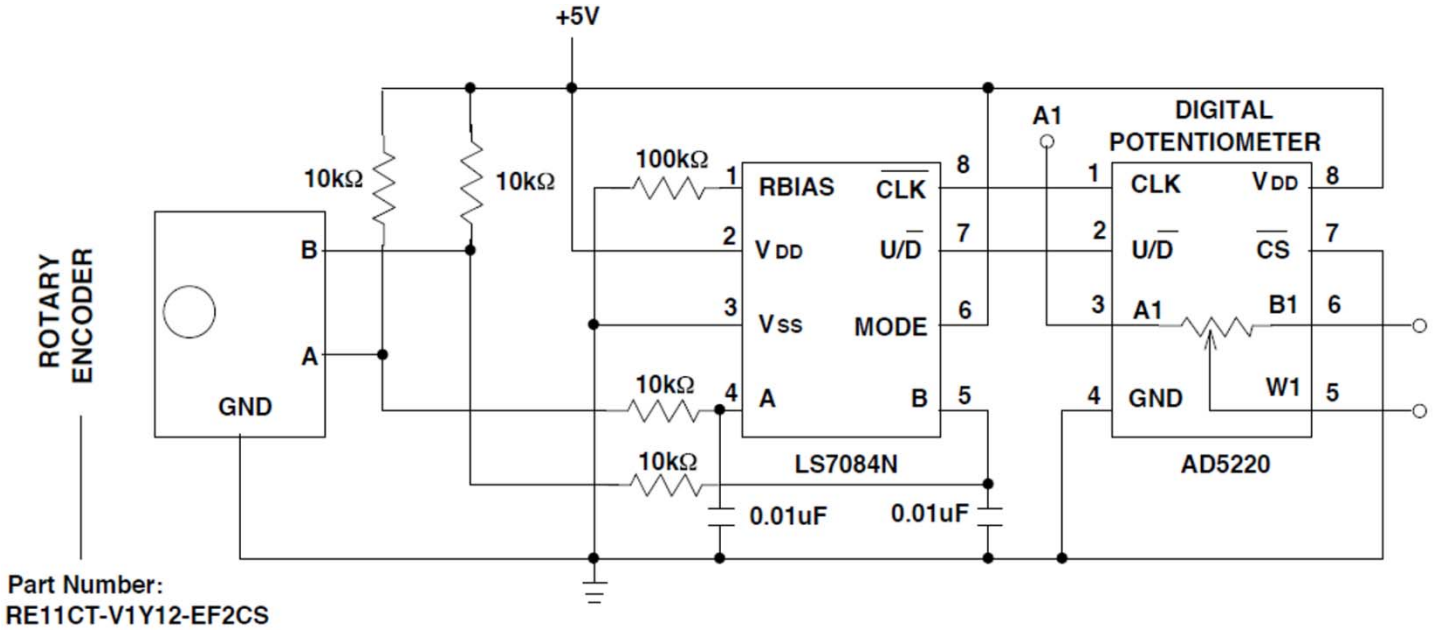 +5V
DIGITAL
POTENTIOMETER
A1
10kΩ
10kΩ
100kΩ
1
RBIAS
C̅L̅K̅
8
1
CLK
VDD
8
B
2
VDD
U/D̅
7
2
U/D̅
C̅S̅
7
ROTARY
ENCODER
3
VSS
MODE
6
3
A1
B1
6
A
10kΩ
4
A
B
5
4
GND
W1
5
GND
10kΩ
LS7084N
AD5220
0.01uF
0.01uF
Part Number:
RE11CT-V1Y12-EF2CS